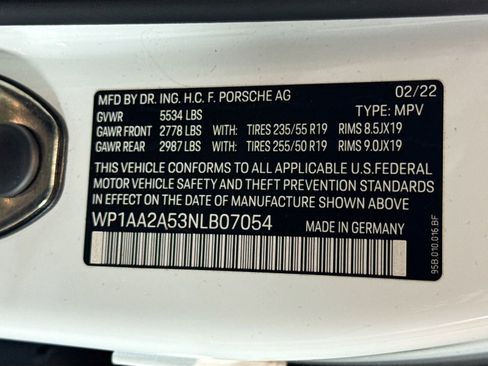 MFD BY DR. ING. H.C. F. PORSCHE AG 02/22
GVWR 5534 LBS TYPE: MPV
GAWR FRONT 2778 LBS WITH: TIRES 235/55 R19 RIMS 8.5JX19
GAWR REAR 2987 LBS WITH: TIRES 255/50 R19 RIMS 9.0JX19
THIS VEHICLE CONFORMS TO ALL APPLICABLE U.S.FEDERAL
MOTOR VEHICLE SAFETY AND THEFT PREVENTION STANDARDS
IN EFFECT ON THE DATE OF MANUFACTURE SHOWN ABOVE.
WP1AA2A53NLB07054 MADE IN GERMANY
95B.010.016 BF